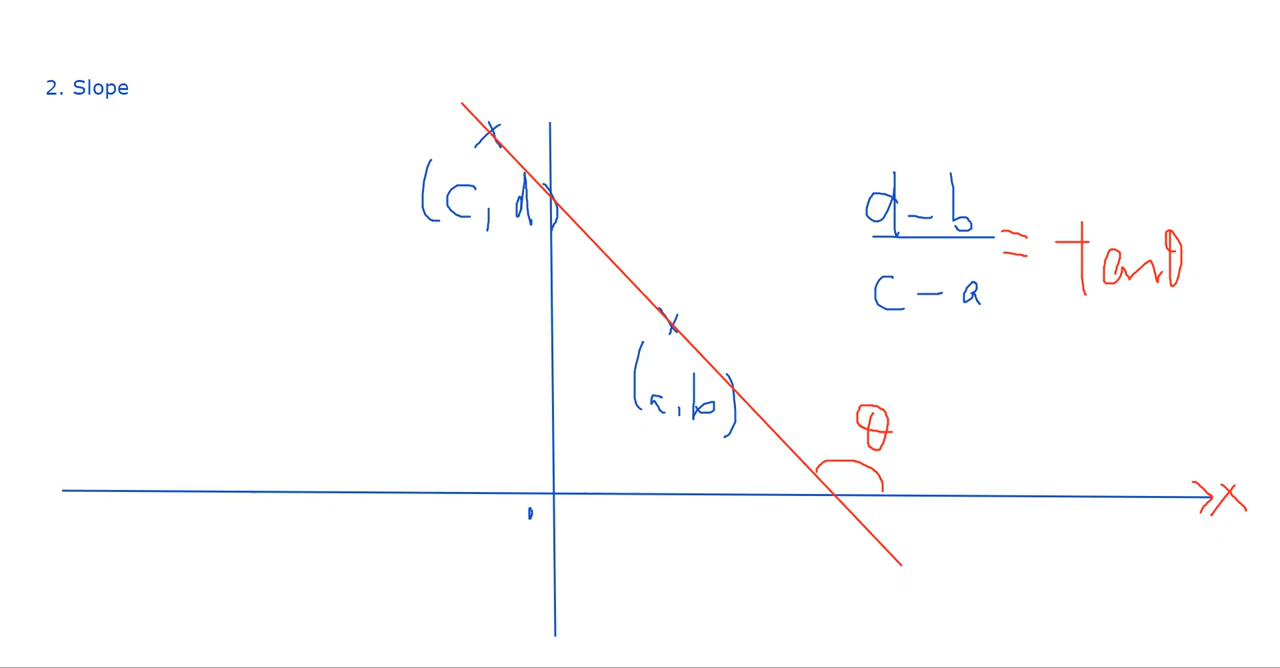 2. Slope
(c, d)
d - b
c - a
= tanθ
(a, b)
θ
x
0